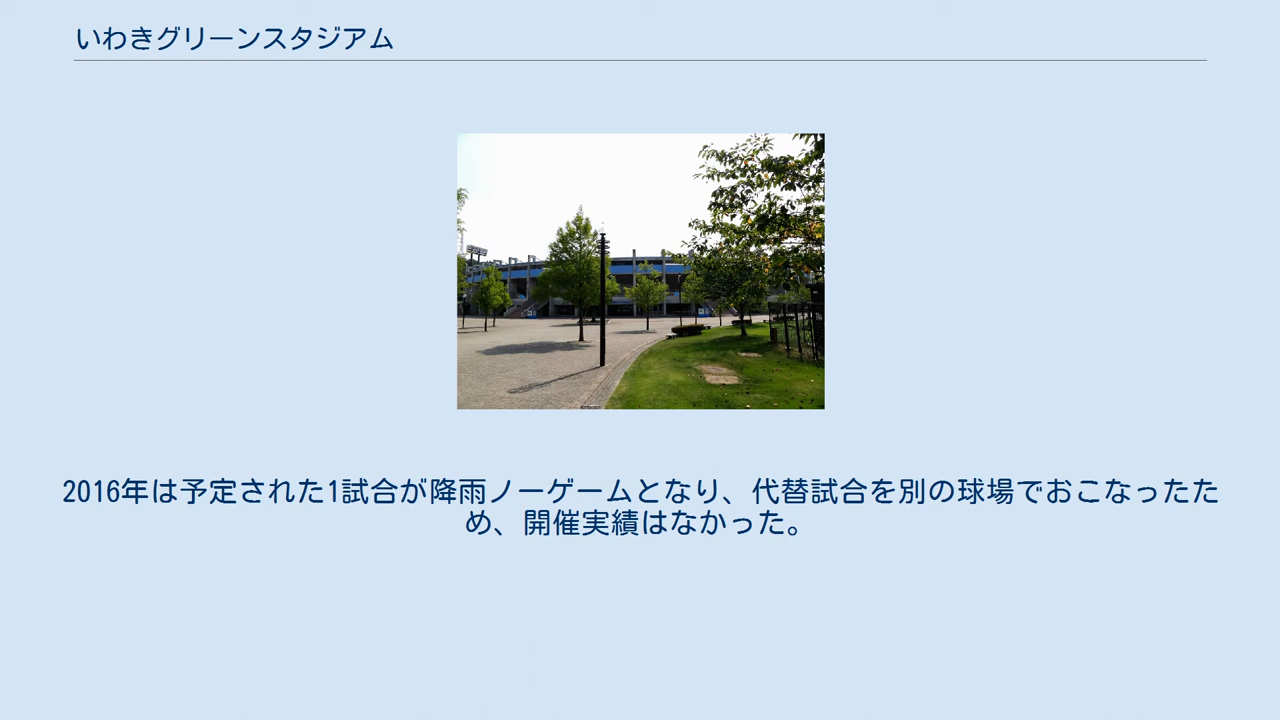 いわきグリーンスタジアム
2016年は予定された1試合が降雨ノーゲームとなり、代替試合を別の球場でおこなったた
め、開催実績はなかった。